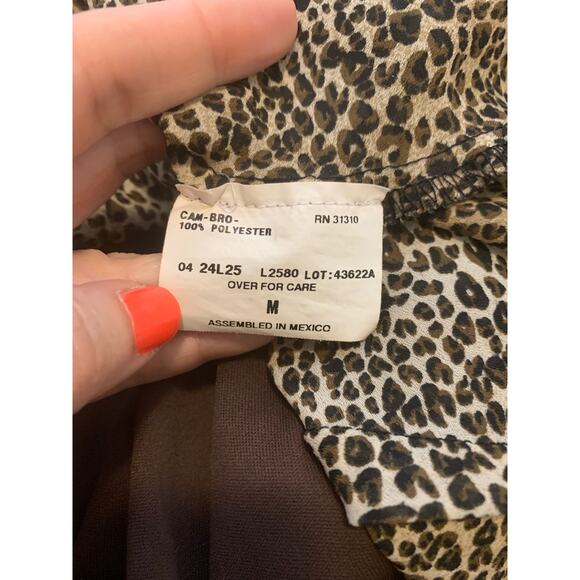 CAM-BRO- RN 31310
100% POLYESTER
04 24L25 L2580 LOT:43622A
OVER FOR CARE
M
ASSEMBLED IN MEXICO